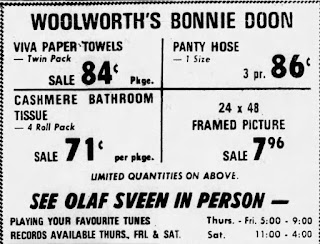 WOOLWORTH'S BONNIE DOON
VIVA PAPER TOWELS
— Twin Pack
SALE 84¢ Pkge.
PANTY HOSE
— 1 Size
3 pr. 86¢
CASHMERE BATHROOM
TISSUE
— 4 Roll Pack
SALE 71¢ per pkge.
24 x 48
FRAMED PICTURE
SALE 7⁹⁶
LIMITED QUANTITIES ON ABOVE.
SEE OLAF SVEEN IN PERSON —
PLAYING YOUR FAVOURITE TUNES Thurs. - Fri. 5:00 - 9:00
RECORDS AVAILABLE THURS., FRI. & SAT. Sat. 11:00 - 4:00